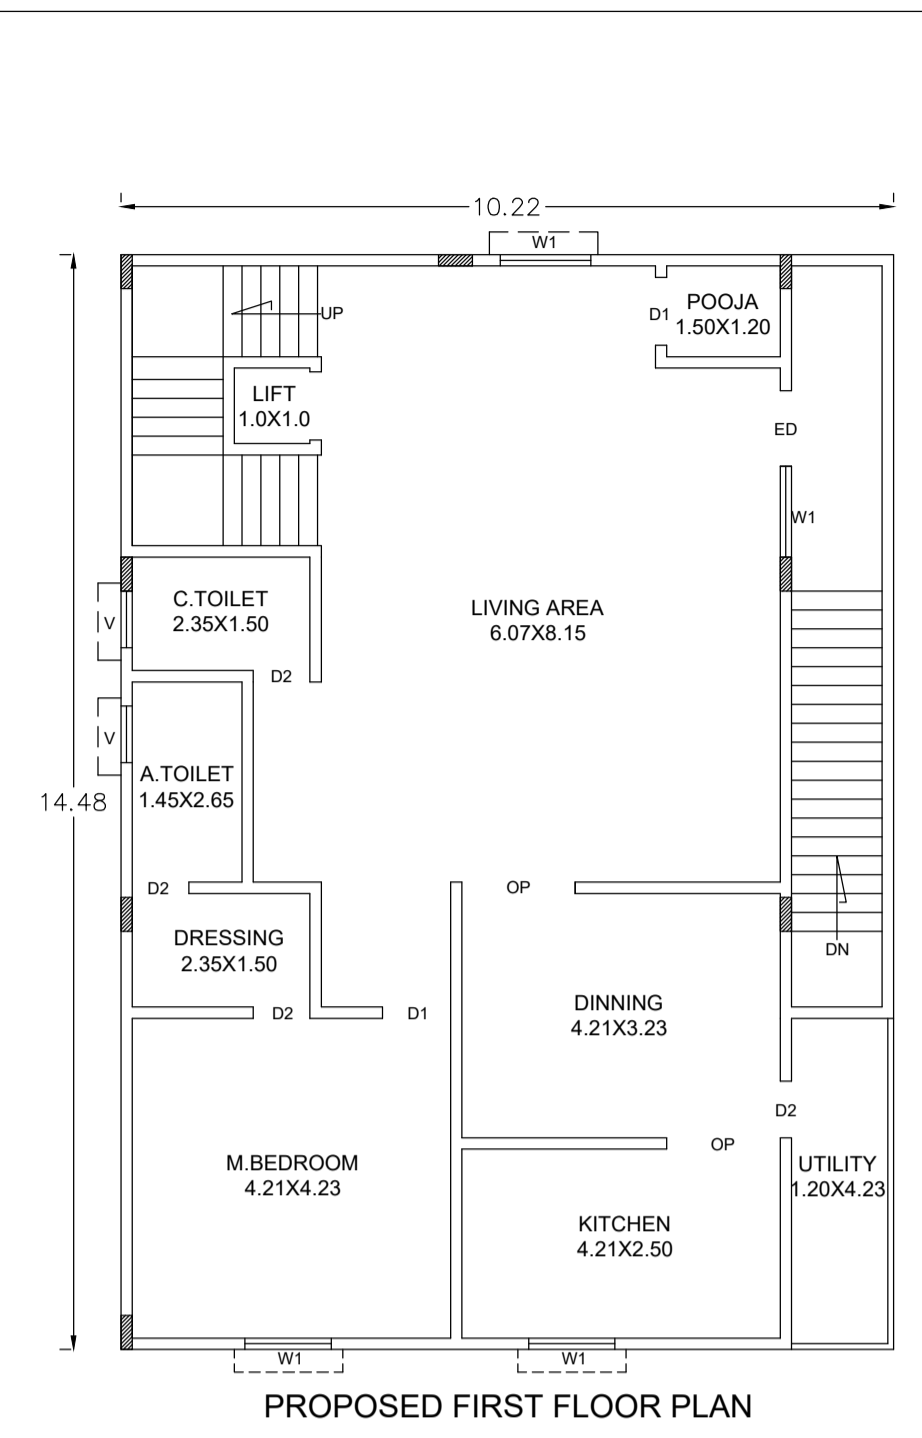 10.22
W1
UP
D1
POOJA
1.50X1.20
LIFT
1.0X1.0
ED
W1
C.TOILET
2.35X1.50
V
LIVING AREA
6.07X8.15
D2
V
A.TOILET
1.45X2.65
14.48
D2
OP
DRESSING
2.35X1.50
DN
D2
D1
DINNING
4.21X3.23
D2
OP
M.BEDROOM
4.21X4.23
UTILITY
1.20X4.23
KITCHEN
4.21X2.50
W1
W1
PROPOSED FIRST FLOOR PLAN